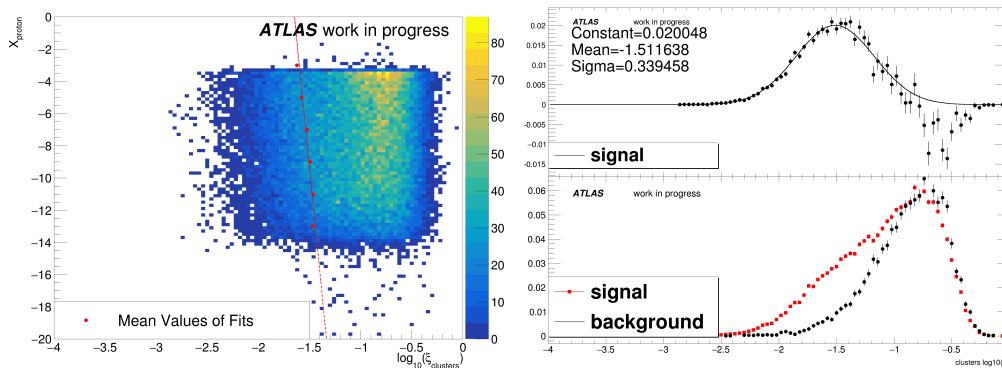 ATLAS work in progress
X proton
0
−2
−4
−6
−8
−10
−12
−14
−16
−18
−20
−4 −3.5 −3 −2.5 −2 −1.5 −1 −0.5 0
log10(ξclusters)
80
70
60
50
40
30
20
10
0
Mean Values of Fits
ATLAS work in progress
Constant=0.020048
Mean=-1.511638
Sigma=0.339458
0.02
0.015
0.01
0.005
0
-0.005
-0.01
-0.015
signal
ATLAS work in progress
0.06
0.05
0.04
0.03
0.02
0.01
0
signal
background
−4 −3.5 −3 −2.5 −2 −1.5 −1 −0.5
clusters log10(